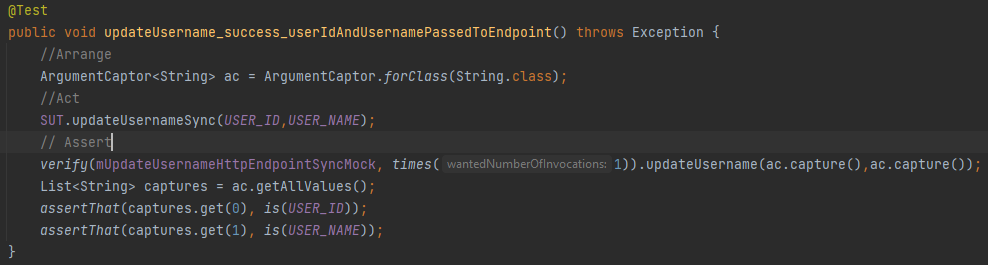 @Test
public void updateUsername_success_userIdAndUsernamePassedToEndpoint() throws Exception {
    //Arrange
    ArgumentCaptor<String> ac = ArgumentCaptor.forClass(String.class);
    //Act
    SUT.updateUsernameSync(USER_ID,USER_NAME);
    // Assert
    verify(mUpdateUsernameHttpEndpointSyncMock, times( wantedNumberOfInvocations: 1)).updateUsername(ac.capture(),ac.capture());
    List<String> captures = ac.getAllValues();
    assertThat(captures.get(0), is(USER_ID));
    assertThat(captures.get(1), is(USER_NAME));
}